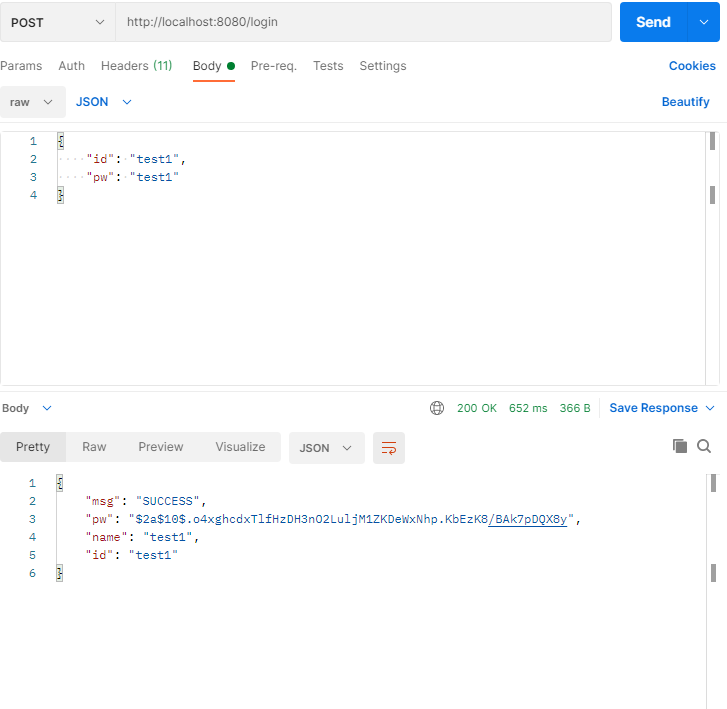 POST http://localhost:8080/login Send
Params Auth Headers (11) Body Pre-req. Tests Settings Cookies
raw JSON Beautify
1 {
2 "id": "test1",
3 "pw": "test1"
4 }
Body 200 OK 652 ms 366 B Save Response
Pretty Raw Preview Visualize JSON
1 {
2 "msg": "SUCCESS",
3 "pw": "$2a$10$.o4xghcdxTlfHzDH3nO2LuljM1ZKDeWxNhp.KbEzK8/BAk7pDQX8y",
4 "name": "test1",
5 "id": "test1"
6 }